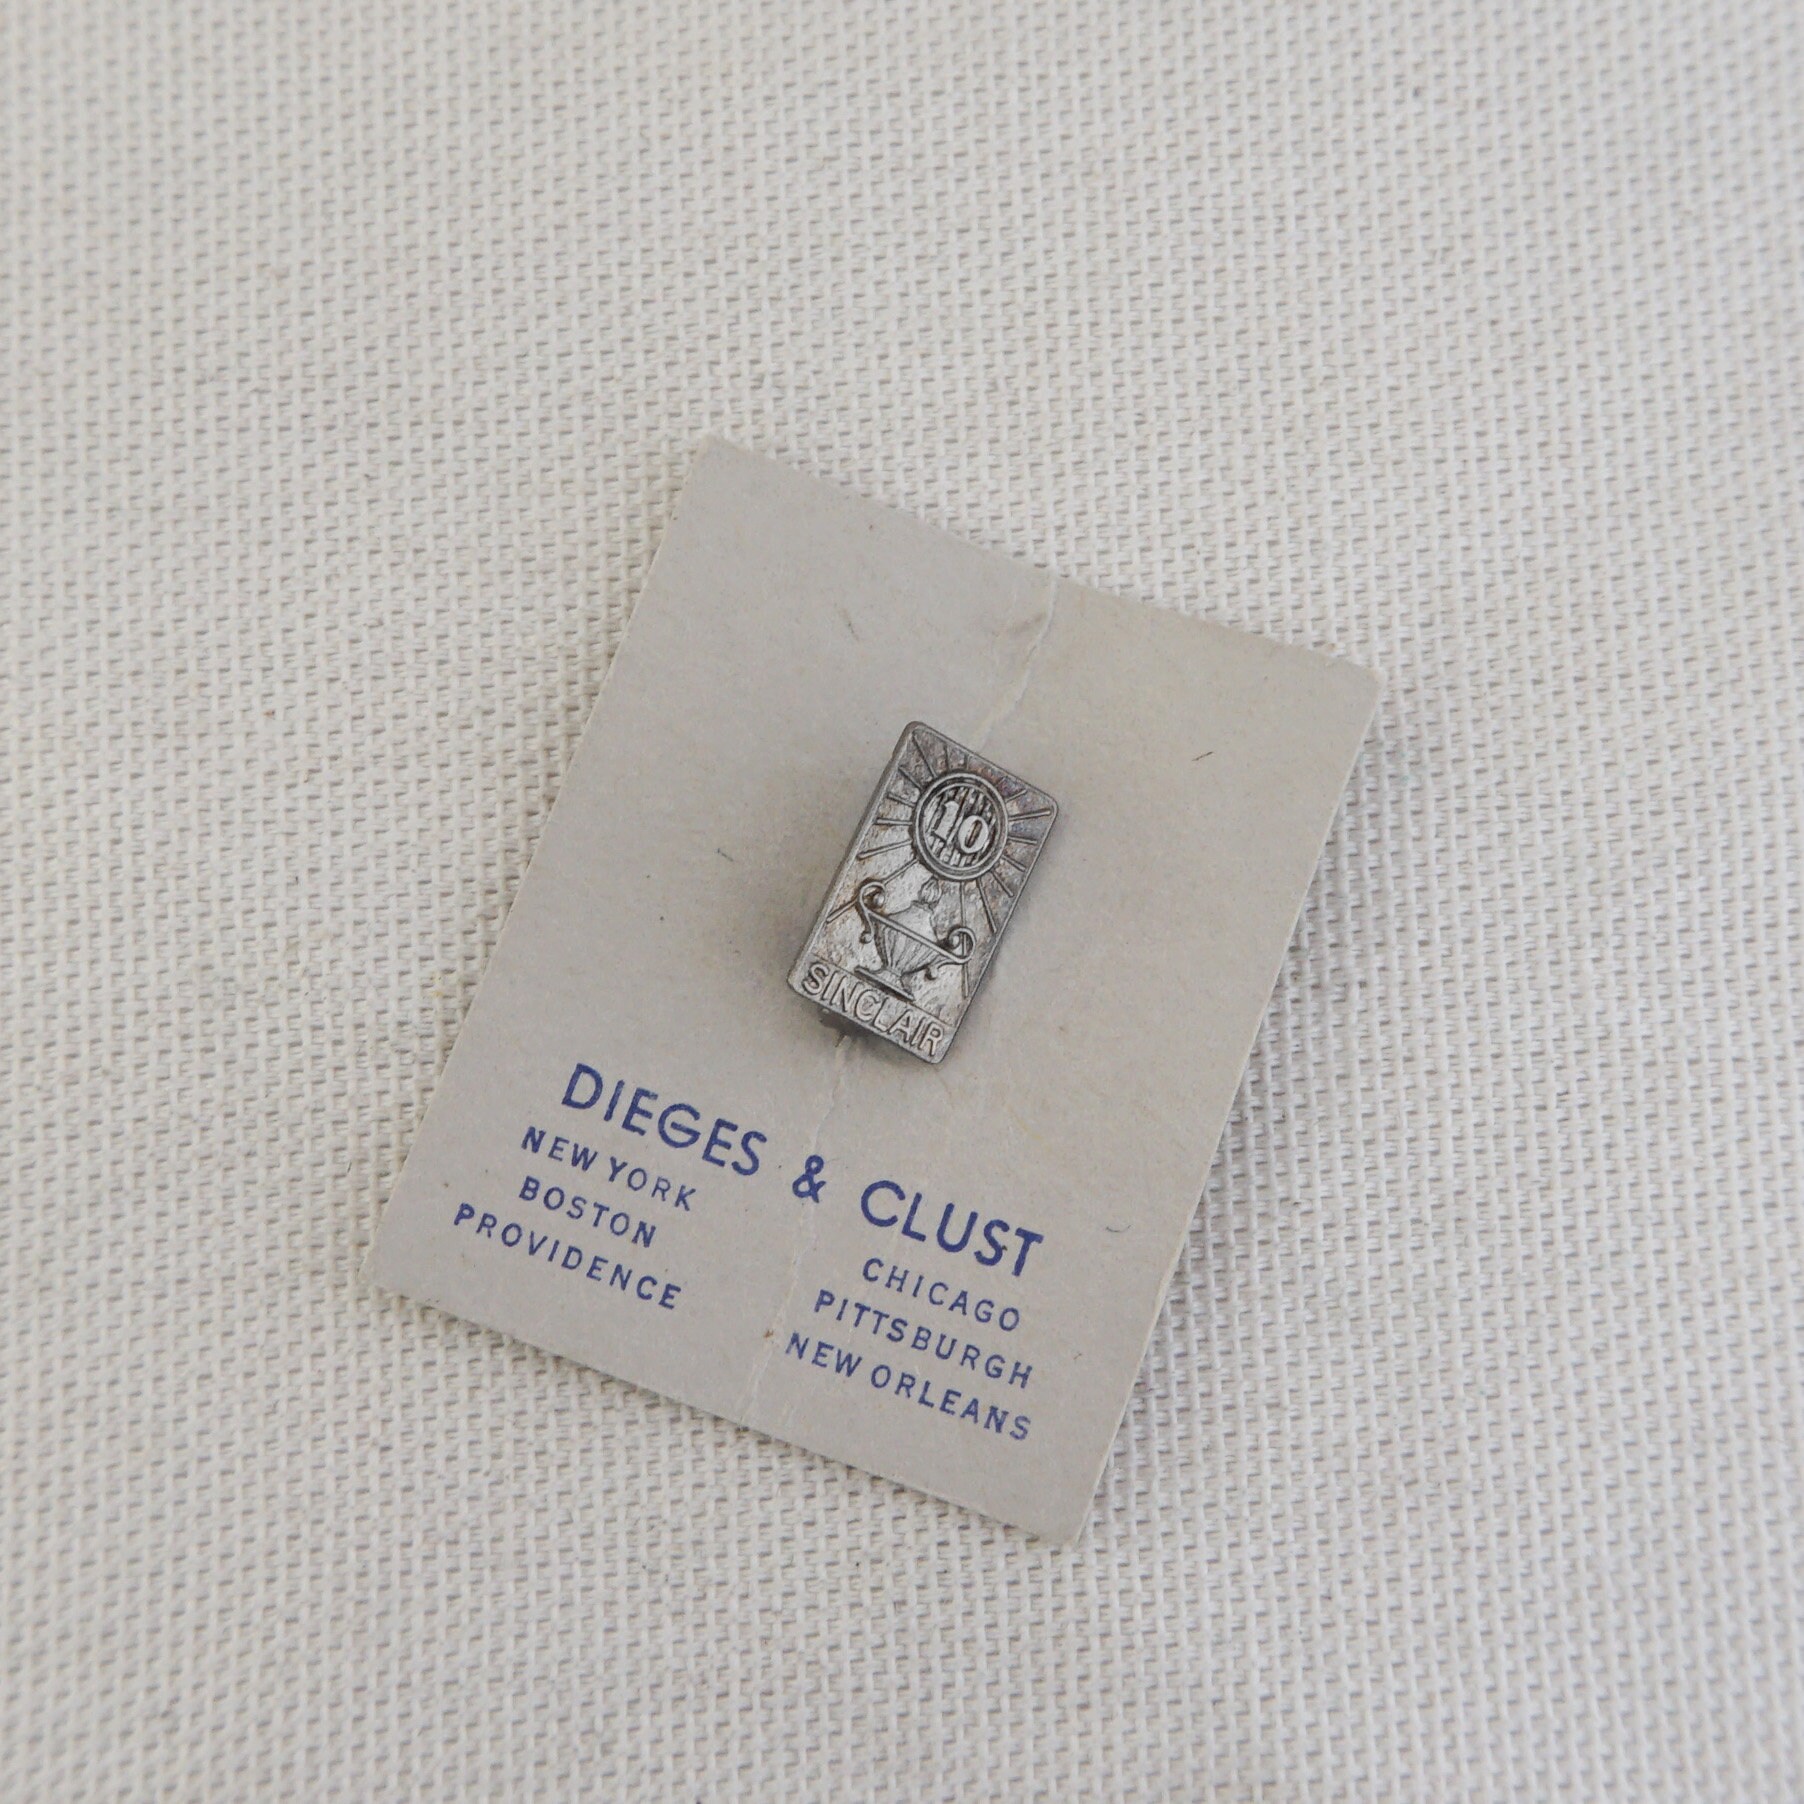 10
SINCLAIR
DIEGES & CLUST
NEW YORK
BOSTON
PROVIDENCE
CHICAGO
PITTSBURGH
NEW ORLEANS